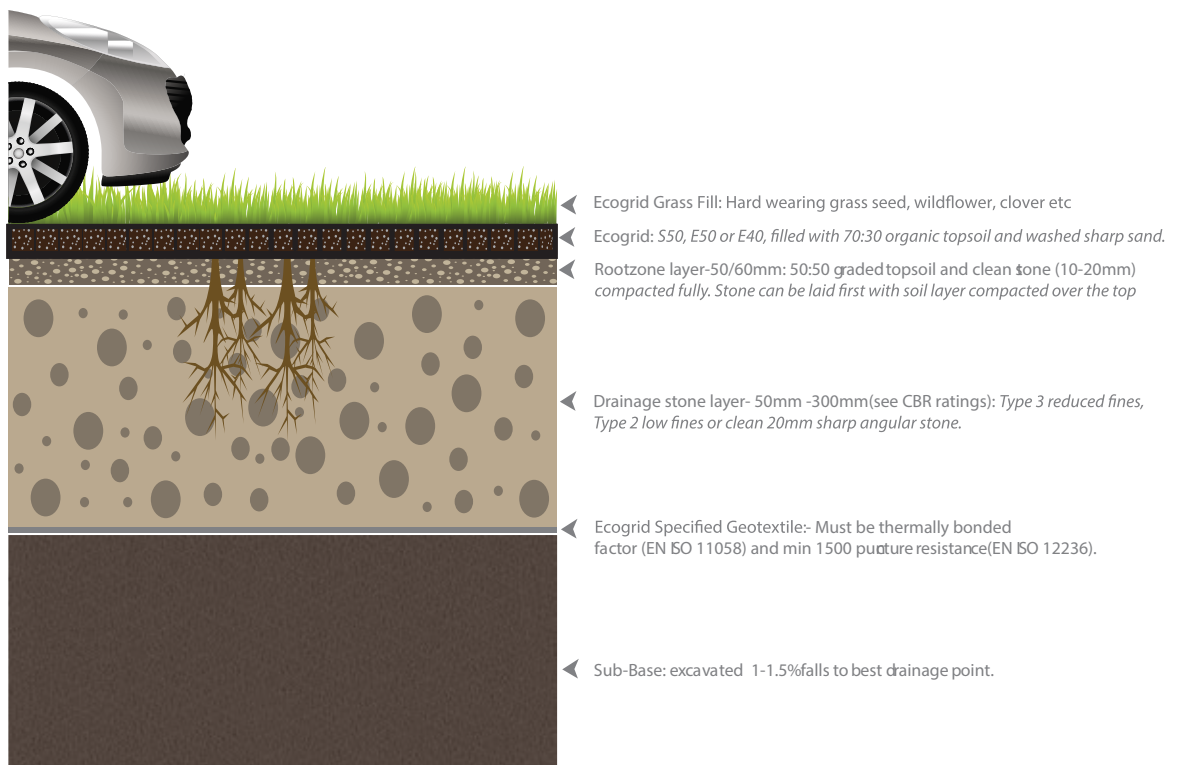 Ecogrid Grass Fill: Hard wearing grass seed, wildflower, clover etc
Ecogrid: S50, E50 or E40, filled with 70:30 organic topsoil and washed sharp sand.
Rootzone layer-50/60mm: 50:50 graded topsoil and clean stone (10-20mm)
compacted fully. Stone can be laid first with soil layer compacted over the top
Drainage stone layer- 50mm -300mm(see CBR ratings): Type 3 reduced fines,
Type 2 low fines or clean 20mm sharp angular stone.
Ecogrid Specified Geotextile:- Must be thermally bonded
factor (EN ISO 11058) and min 1500 puncture resistance(EN ISO 12236).
Sub-Base: excavated 1-1.5%falls to best drainage point.